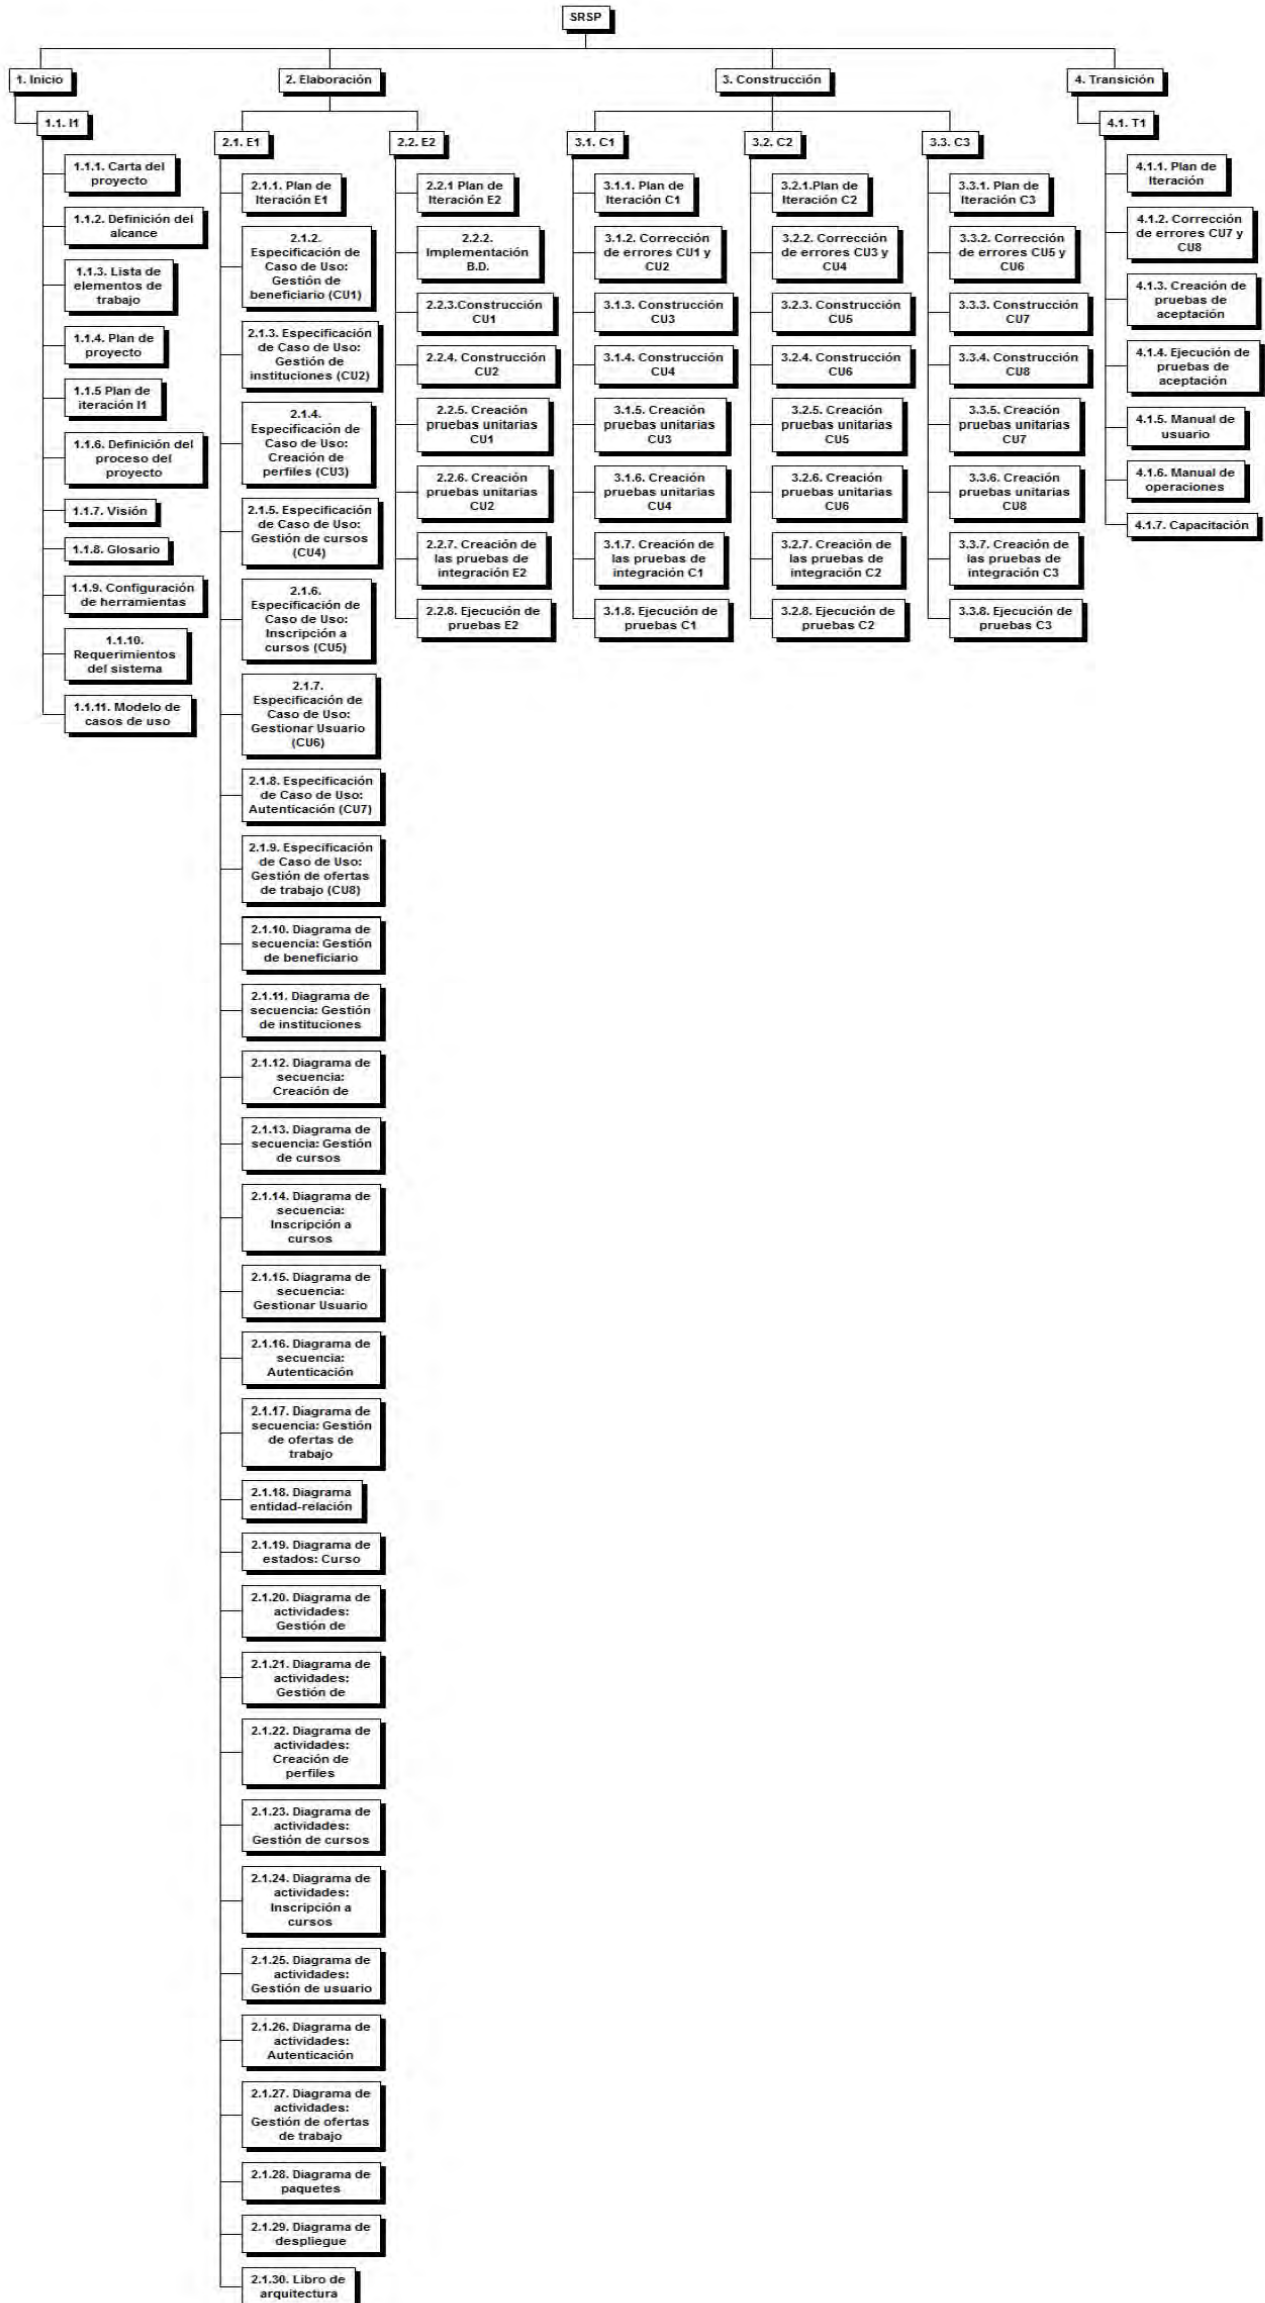 SRSP
1. Inicio
1.1. I1
1.1.1. Carta del
proyecto
1.1.2. Definición del
alcance
1.1.3. Lista de
elementos de
trabajo
1.1.4. Plan de
proyecto
1.1.5 Plan de
iteración I1
1.1.6. Definición del
proceso del
proyecto
1.1.7. Visión
1.1.8. Glosario
1.1.9. Configuración
de herramientas
1.1.10.
Requerimientos
del sistema
1.1.11. Modelo de
casos de uso
2. Elaboración
2.1. E1
2.1.1. Plan de
Iteración E1
2.1.2.
Especificación de
Caso de Uso:
Gestión de
beneficiario (CU1)
2.1.3. Especificación
de Caso de Uso:
Gestión de
instituciones (CU2)
2.1.4.
Especificación de
Caso de Uso:
Creación de
perfiles (CU3)
2.1.5. Especificación
de Caso de Uso:
Gestión de cursos
(CU4)
2.1.6.
Especificación de
Caso de Uso:
Inscripción a
cursos (CU5)
2.1.7.
Especificación de
Caso de Uso:
Gestionar Usuario
(CU6)
2.1.8. Especificación
de Caso de Uso:
Autenticación (CU7)
2.1.9. Especificación
de Caso de Uso:
Gestión de ofertas
de trabajo (CU8)
2.1.10. Diagrama de
secuencia: Gestión
de beneficiario
2.1.11. Diagrama de
secuencia: Gestión
de instituciones
2.1.12. Diagrama de
secuencia:
Creación de
2.1.13. Diagrama de
secuencia: Gestión
de cursos
2.1.14. Diagrama de
secuencia:
Inscripción a
cursos
2.1.15. Diagrama de
secuencia:
Gestionar Usuario
2.1.16. Diagrama de
secuencia:
Autenticación
2.1.17. Diagrama de
secuencia: Gestión
de ofertas de
trabajo
2.1.18. Diagrama
entidad-relación
2.1.19. Diagrama de
estados: Curso
2.1.20. Diagrama de
actividades:
Gestión de
2.1.21. Diagrama de
actividades:
Gestión de
2.1.22. Diagrama de
actividades:
Creación de
perfiles
2.1.23. Diagrama de
actividades:
Gestión de cursos
2.1.24. Diagrama de
actividades:
Inscripción a
cursos
2.1.25. Diagrama de
actividades:
Gestión de usuario
2.1.26. Diagrama de
actividades:
Autenticación
2.1.27. Diagrama de
actividades:
Gestión de ofertas
de trabajo
2.1.28. Diagrama de
paquetes
2.1.29. Diagrama de
despliegue
2.1.30. Libro de
arquitectura
2.2. E2
2.2.1 Plan de
Iteración E2
2.2.2.
Implementación
B.D.
2.2.3.Construcción
CU1
2.2.4. Construcción
CU2
2.2.5. Creación
pruebas unitarias
CU1
2.2.6. Creación
pruebas unitarias
CU2
2.2.7. Creación de
las pruebas de
integración E2
2.2.8. Ejecución de
pruebas E2
3. Construcción
3.1. C1
3.1.1. Plan de
Iteración C1
3.1.2. Corrección
de errores CU1 y
CU2
3.1.3. Construcción
CU3
3.1.4. Construcción
CU4
3.1.5. Creación
pruebas unitarias
CU3
3.1.6. Creación
pruebas unitarias
CU4
3.1.7. Creación de
las pruebas de
integración C1
3.1.8. Ejecución de
pruebas C1
3.2. C2
3.2.1.Plan de
Iteración C2
3.2.2. Corrección
de errores CU3 y
CU4
3.2.3. Construcción
CU5
3.2.4. Construcción
CU6
3.2.5. Creación
pruebas unitarias
CU5
3.2.6. Creación
pruebas unitarias
CU6
3.2.7. Creación de
las pruebas de
integración C2
3.2.8. Ejecución de
pruebas C2
3.3. C3
3.3.1. Plan de
Iteración C3
3.3.2. Corrección
de errores CU5 y
CU6
3.3.3. Construcción
CU7
3.3.4. Construcción
CU8
3.3.5. Creación
pruebas unitarias
CU7
3.3.6. Creación
pruebas unitarias
CU8
3.3.7. Creación de
las pruebas de
integración C3
3.3.8. Ejecución de
pruebas C3
4. Transición
4.1. T1
4.1.1. Plan de
Iteración
4.1.2. Corrección
de errores CU7 y
CU8
4.1.3. Creación de
pruebas de
aceptación
4.1.4. Ejecución de
pruebas de
aceptación
4.1.5. Manual de
usuario
4.1.6. Manual de
operaciones
4.1.7. Capacitación